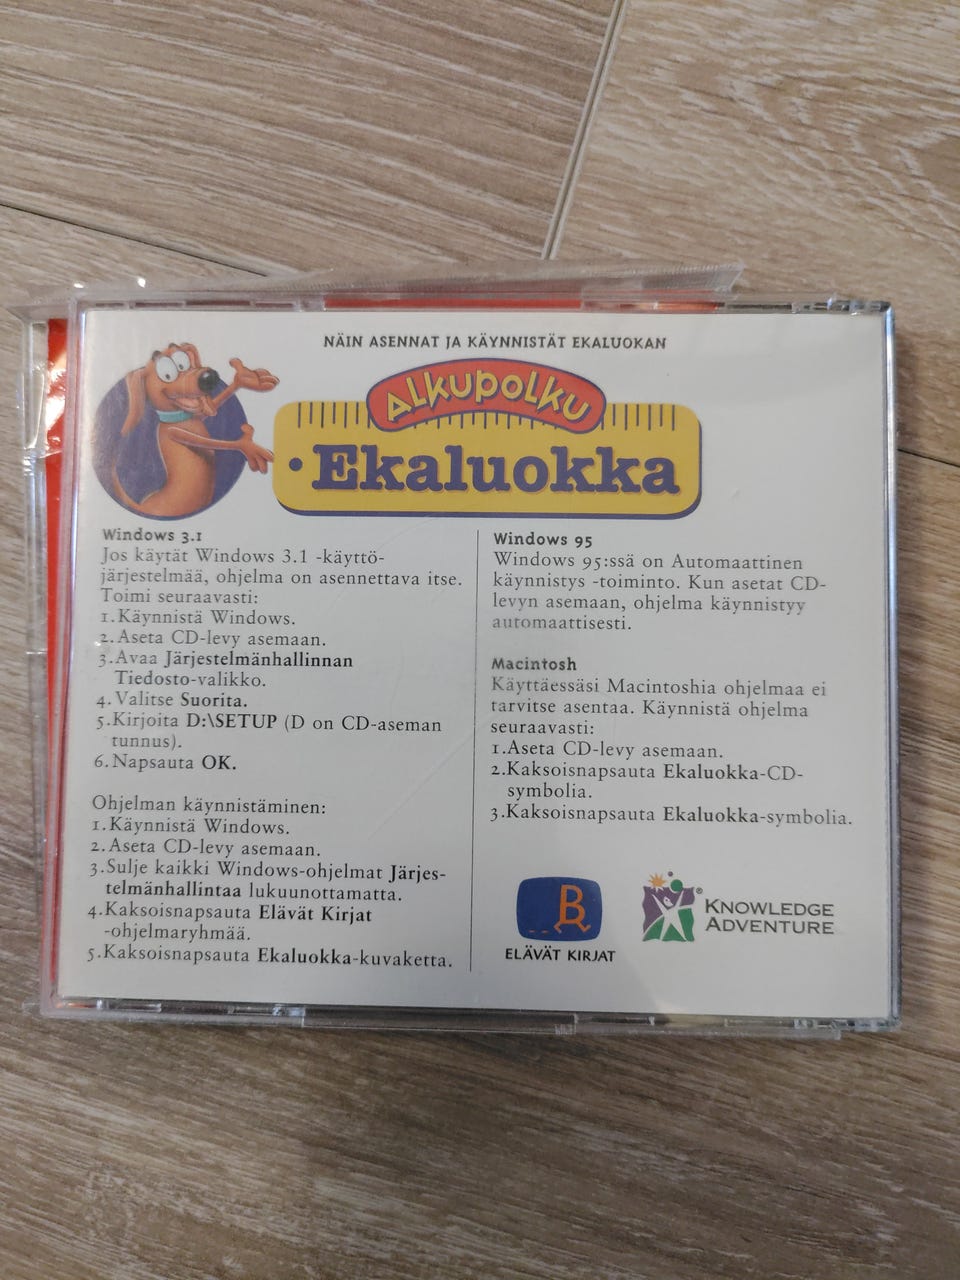 NÄIN ASENNAT JA KÄYNNISTÄT EKALUOKAN
ALKUPOLKU
•Ekaluokka
Windows 3.1
Jos käytät Windows 3.1 -käyttö-
järjestelmää, ohjelma on asennettava itse.
Toimi seuraavasti:
1.Käynnistä Windows.
2.Aseta CD-levy asemaan.
3.Avaa Järjestelmänhallinnan
Tiedosto-valikko.
4.Valitse Suorita.
5.Kirjoita D:\SETUP (D on CD-aseman
tunnus).
6.Napsauta OK.
Ohjelman käynnistäminen:
1.Käynnistä Windows.
2.Aseta CD-levy asemaan.
3.Sulje kaikki Windows-ohjelmat Järjes-
telmänhallintaa lukuunottamatta.
4.Kaksoisnapsauta Elävät Kirjat
-ohjelmaryhmää.
5.Kaksoisnapsauta Ekaluokka-kuvaketta.
Windows 95
Windows 95:ssä on Automaattinen
käynnistys -toiminto. Kun asetat CD-
levyn asemaan, ohjelma käynnistyy
automaattisesti.
Macintosh
Käyttäessäsi Macintoshia ohjelmaa ei
tarvitse asentaa. Käynnistä ohjelma
seuraavasti:
1.Aseta CD-levy asemaan.
2.Kaksoisnapsauta Ekaluokka-CD-
symbolia.
3.Kaksoisnapsauta Ekaluokka-symbolia.
B
ELÄVÄT KIRJAT
®
KNOWLEDGE
ADVENTURE